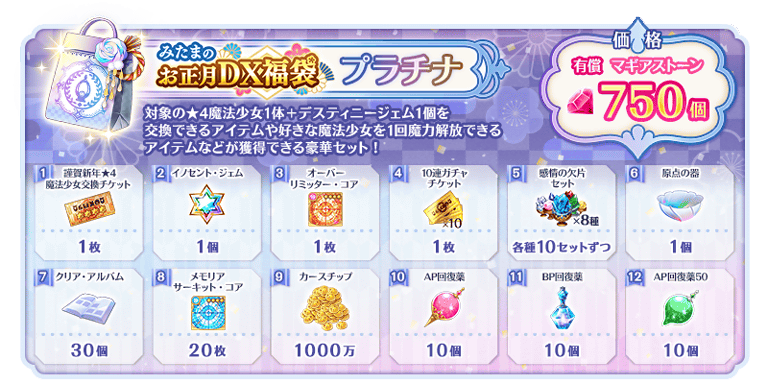 みたまの
お正月DX福袋 プラチナ
価格
有償 マギアストーン
750個
対象の★4魔法少女1体＋デスティニージェム1個を
交換できるアイテムや好きな魔法少女を1回魔力解放できる
アイテムなどが獲得できる豪華セット！
1 謹賀新年★4
魔法少女交換チケット
1枚
2 イノセント・ジェム
1個
3 オーバー
リミッター・コア
1枚
4 10連ガチャ
チケット
×10
1枚
5 感情の欠片
セット
×8種
各種10セットずつ
6 原点の器
1個
7 クリア・アルバム
30個
8 メモリア
サーキット・コア
20枚
9 カースチップ
1000万
10 AP回復薬
10個
11 BP回復薬
10個
12 AP回復薬50
10個